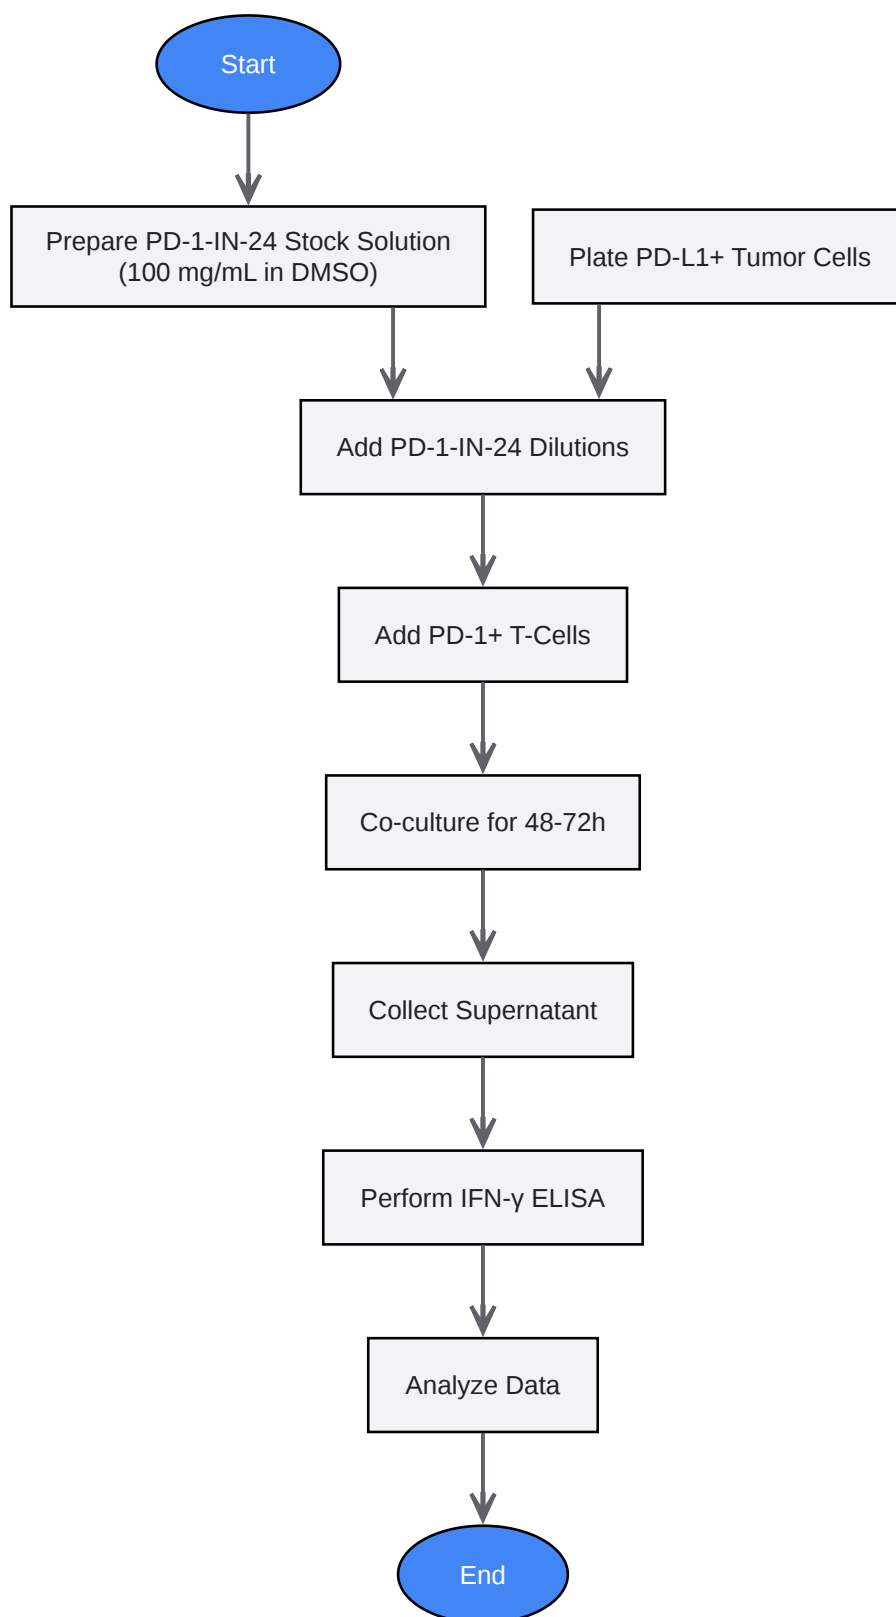 Start
Prepare PD-1-IN-24 Stock Solution
(100 mg/mL in DMSO)
Plate PD-L1+ Tumor Cells
Add PD-1-IN-24 Dilutions
Add PD-1+ T-Cells
Co-culture for 48-72h
Collect Supernatant
Perform IFN-γ ELISA
Analyze Data
End